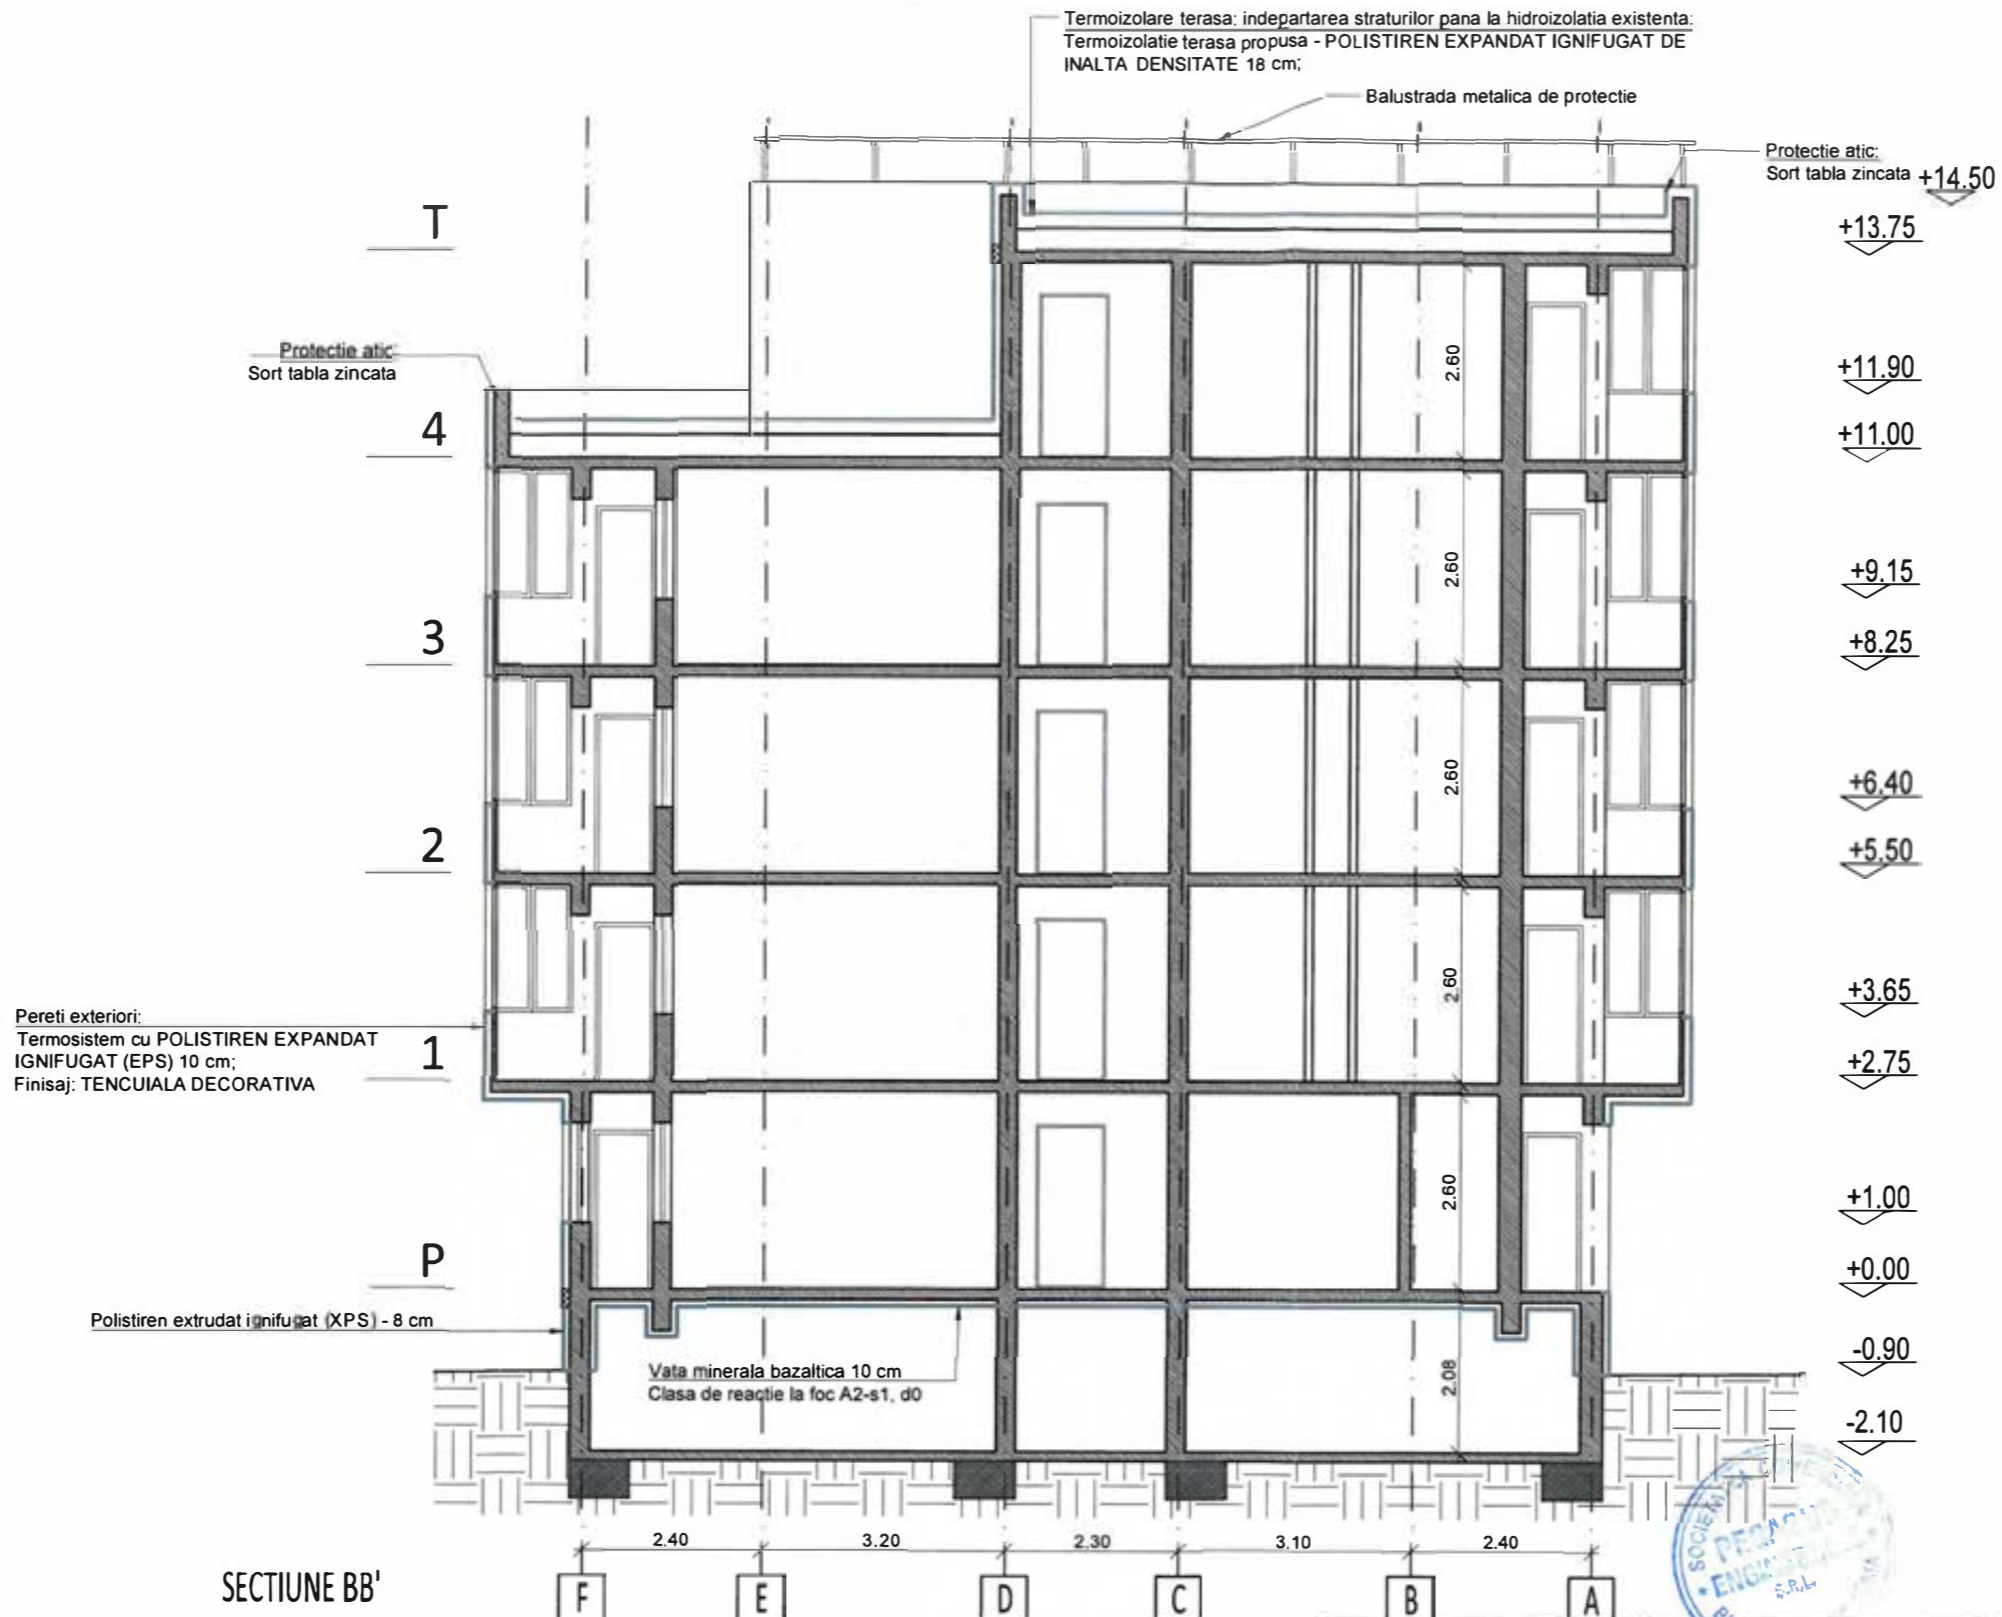 Termoizolare terasa: indepartarea straturilor pana la hidroizolatia existenta:
Termoizolatie terasa propusa - POLISTIREN EXPANDAT IGNIFUGAT DE
INALTA DENSITATE 18 cm;
Balustrada metalica de protectie
Protectie atic:
Sort tabla zincata
+14.50
T
+13.75
Protectie atic:
Sort tabla zincata
2.60
+11.90
4
+11.00
2.60
+9.15
3
+8.25
2.60
+6.40
2
+5.50
2.60
+3.65
Pereti exteriori:
Termosistem cu POLISTIREN EXPANDAT
IGNIFUGAT (EPS) 10 cm;
Finisaj: TENCUIALA DECORATIVA
1
+2.75
2.60
+1.00
P
+0.00
Polistiren extrudat ignifugat (XPS) - 8 cm
-0.90
Vata minerala bazaltica 10 cm
Clasa de reactie la foc A2-s1, d0
2.08
-2.10
2.40 3.20 2.30 3.10 2.40
SECTIUNE BB'
F E D C B A
SOCIETATEA
S.R.L.